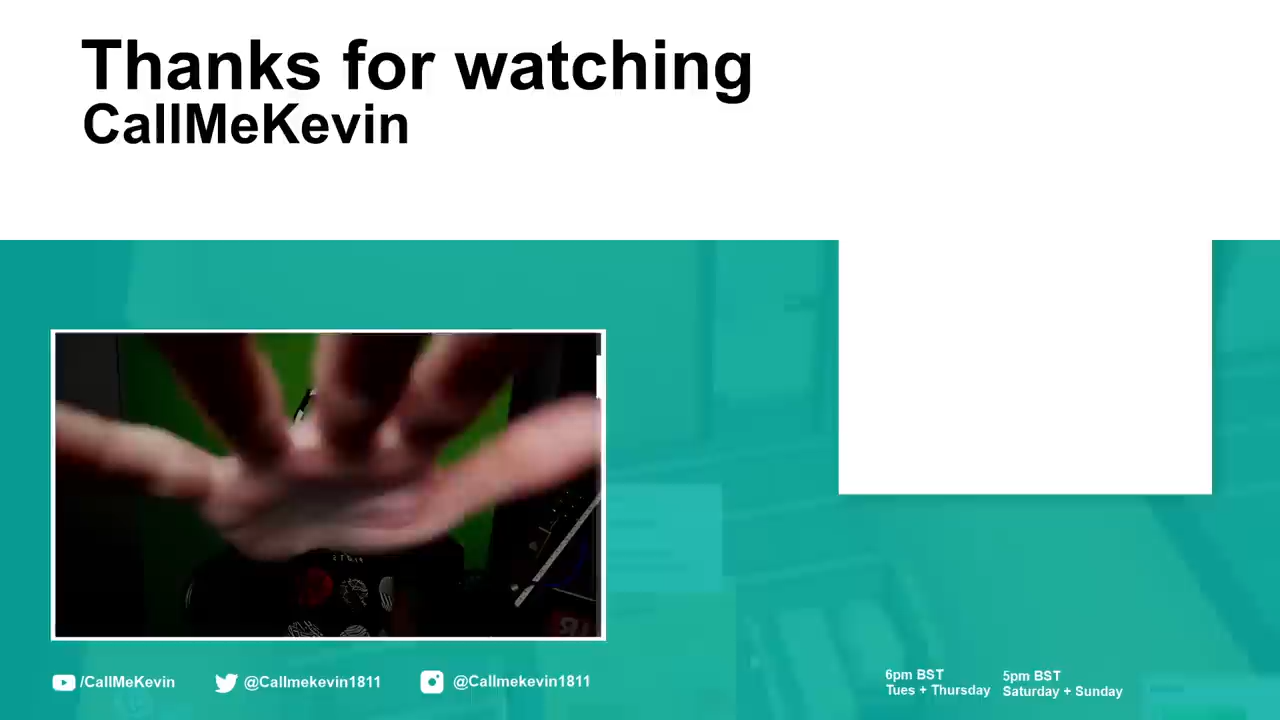 Thanks for watching
CallMeKevin
/CallMeKevin
@Callmekevin1811
@Callmekevin1811
6pm BST
Tues + Thursday
5pm BST
Saturday + Sunday